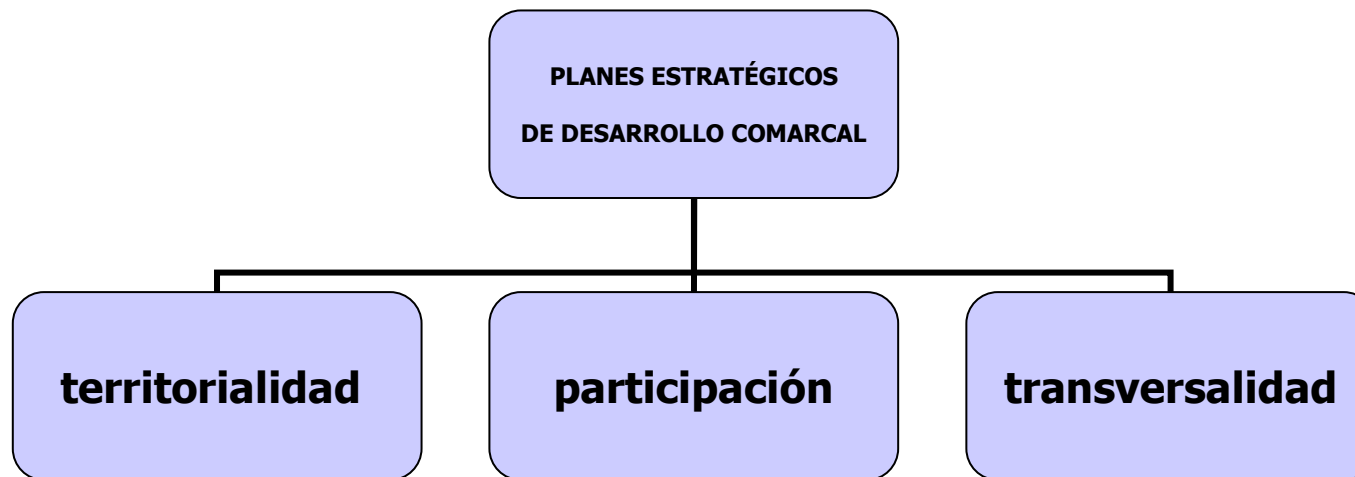 PLANES ESTRATÉGICOS
DE DESARROLLO COMARCAL
territorialidad
participación
transversalidad